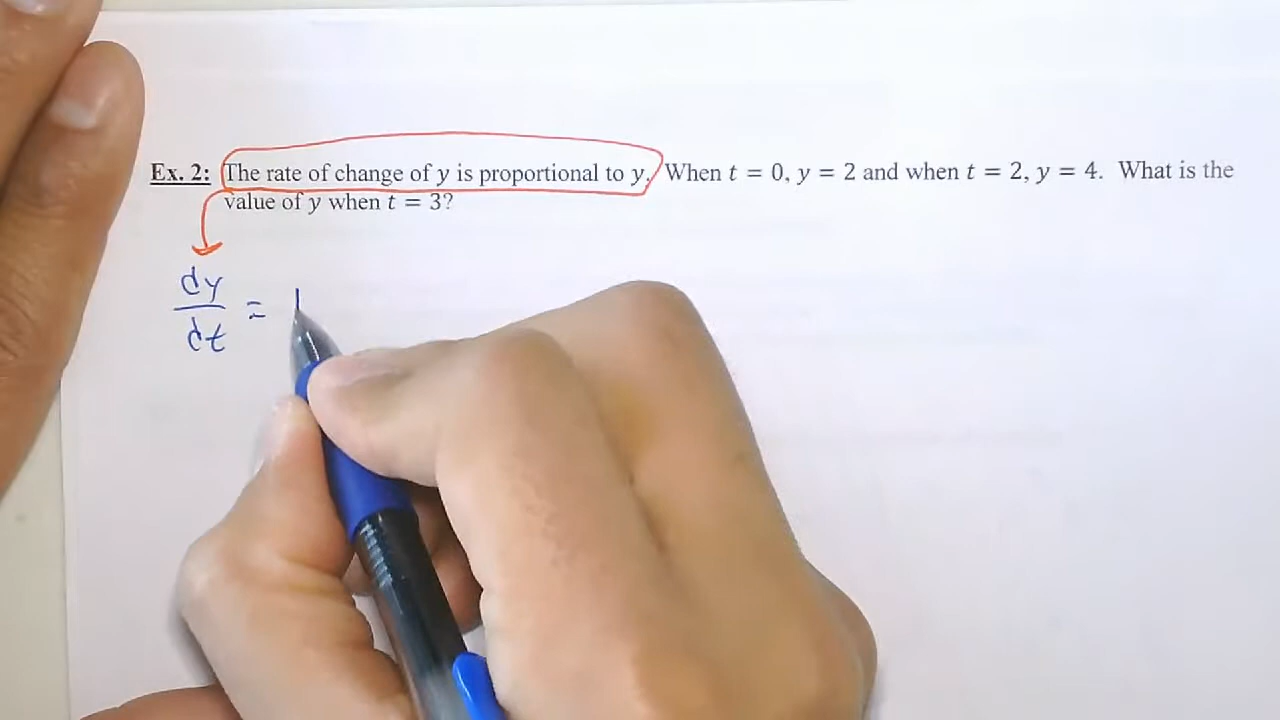 Ex. 2: The rate of change of y is proportional to y. When t = 0, y = 2 and when t = 2, y = 4. What is the
value of y when t = 3?
dy
=
dt